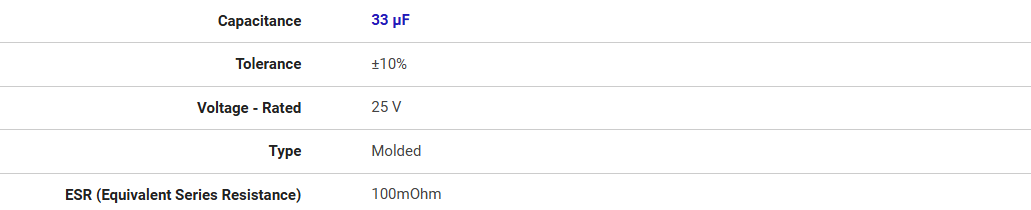 Capacitance 33 µF
Tolerance ±10%
Voltage - Rated 25 V
Type Molded
ESR (Equivalent Series Resistance) 100mOhm